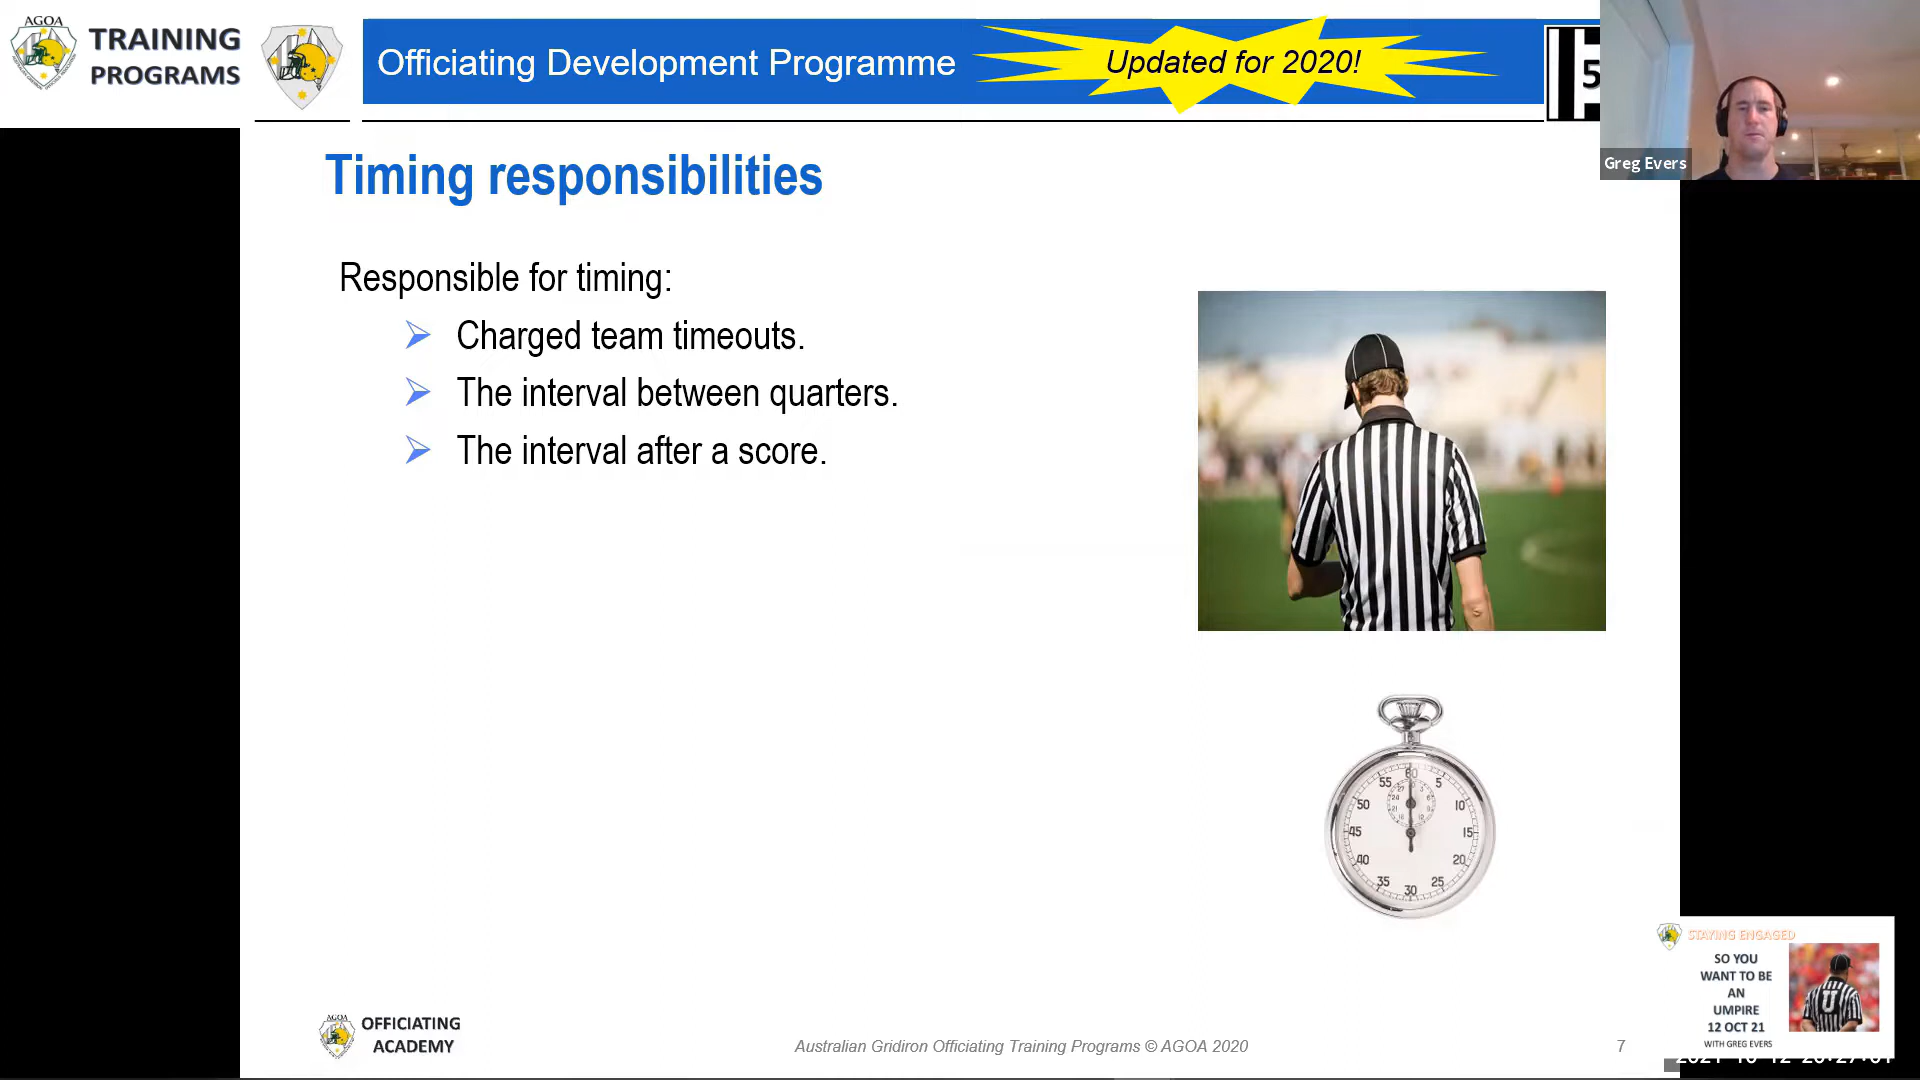 AGOA
TRAINING
PROGRAMS
Officiating Development Programme
Updated for 2020!
5
Greg Evers
Timing responsibilities
Responsible for timing:
Charged team timeouts.
The interval between quarters.
The interval after a score.
60
55 5
50 10
45 15
40 20
35 25
30
STAYING ENGAGED
SO YOU
WANT TO BE
AN
UMPIRE
12 OCT 21
WITH GREG EVERS
U
AGOA
OFFICIATING
ACADEMY
Australian Gridiron Officiating Training Programs © AGOA 2020
7